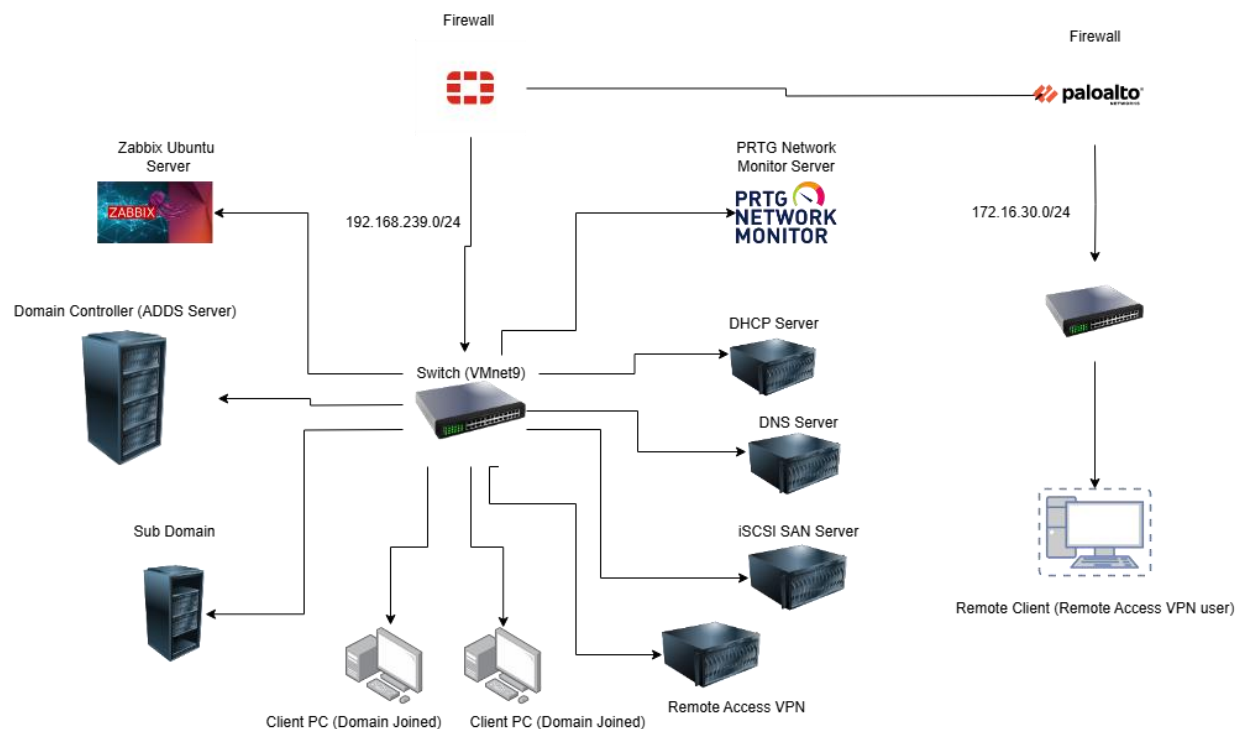 Firewall
Firewall
paloalto
NETWORKS
Zabbix Ubuntu
Server
ZABBIX
PRTG Network
Monitor Server
PRTG
NETWORK
MONITOR
192.168.239.0/24
172.16.30.0/24
Domain Controller (ADDS Server)
DHCP Server
Switch (VMnet9)
DNS Server
Sub Domain
iSCSI SAN Server
Remote Client (Remote Access VPN user)
Remote Access VPN
Client PC (Domain Joined)
Client PC (Domain Joined)